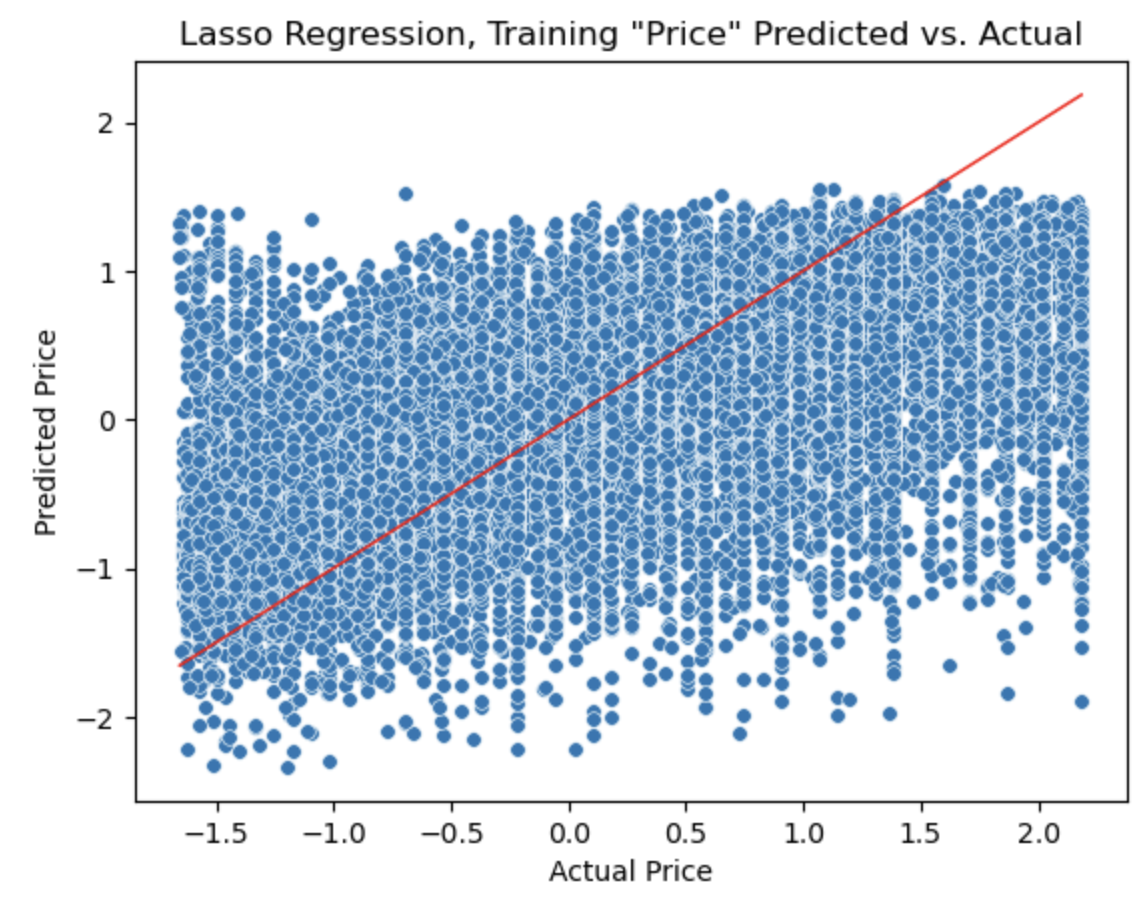 Lasso Regression, Training "Price" Predicted vs. Actual
2
1
0
−1
−2
Predicted Price
−1.5 −1.0 −0.5 0.0 0.5 1.0 1.5 2.0
Actual Price